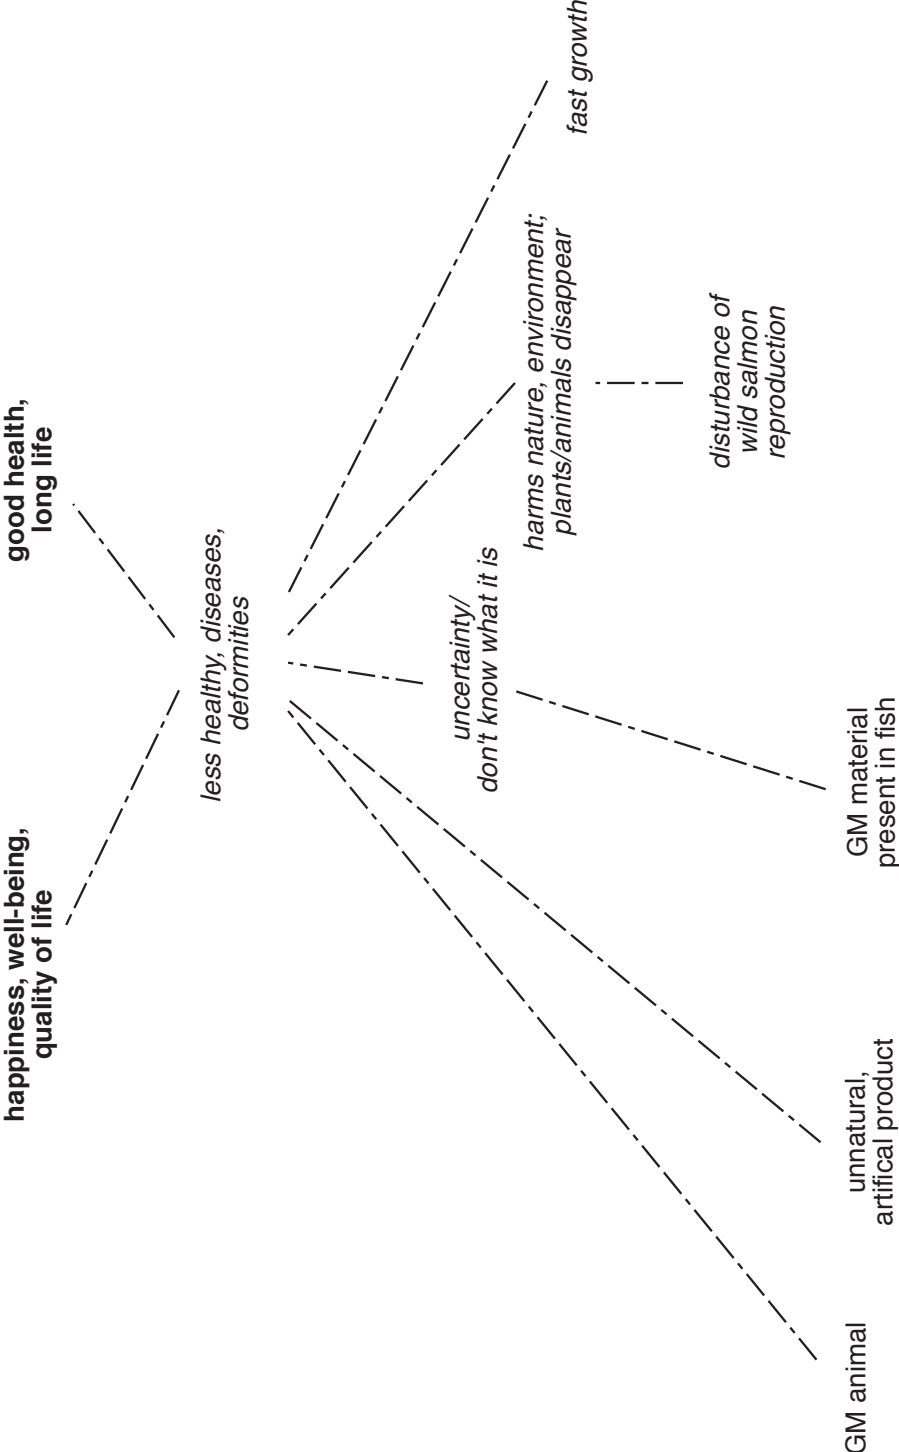 happiness, well-being,
quality of life
good health,
long life
less healthy, diseases,
deformities
uncertainty/
don't know what it is
harms nature, environment;
plants/animals disappear
fast growth
disturbance of
wild salmon
reproduction
GM animal
unnatural,
artifical product
GM material
present in fish